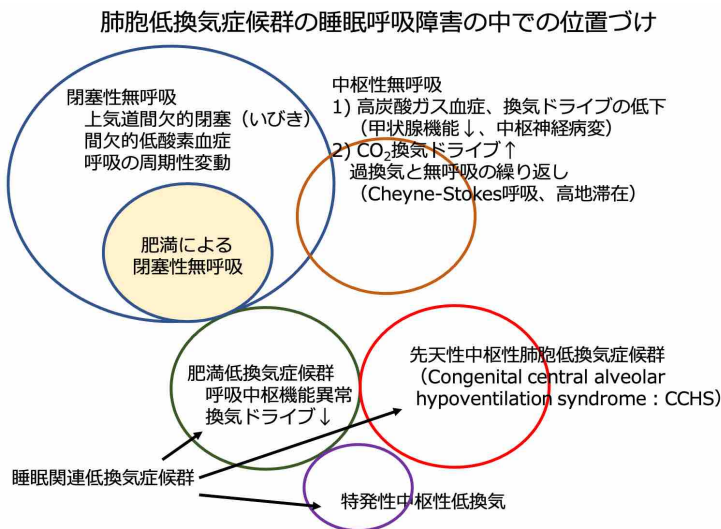 肺胞低換気症候群の睡眠呼吸障害の中での位置づけ
閉塞性無呼吸
上気道間欠的閉塞（いびき）
間欠的低酸素血症
呼吸の周期性変動
肥満による
閉塞性無呼吸
中枢性無呼吸
1) 高炭酸ガス血症、換気ドライブの低下
（甲状腺機能↓、中枢神経病変）
2) CO₂換気ドライブ↑
過換気と無呼吸の繰り返し
（Cheyne-Stokes呼吸、高地滞在）
肥満低換気症候群
呼吸中枢機能異常
換気ドライブ↓
先天性中枢性肺胞低換気症候群
（Congenital central alveolar
hypoventilation syndrome：CCHS)
睡眠関連低換気症候群
特発性中枢性低換気